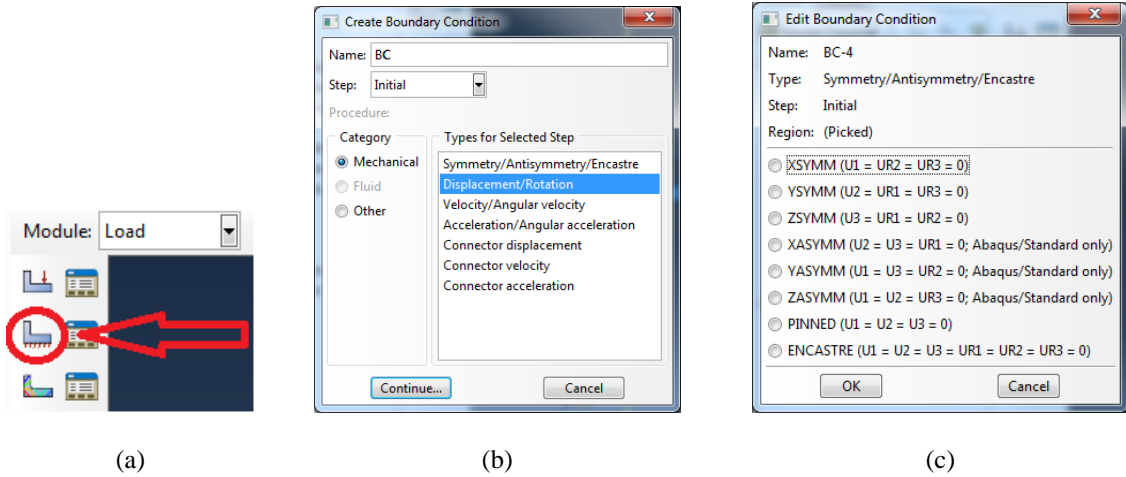 Module: Load
(a)
Create Boundary Condition
Name: BC
Step: Initial
Procedure:
Category
Mechanical
Fluid
Other
Types for Selected Step
Symmetry/Antisymmetry/Encastre
Displacement/Rotation
Velocity/Angular velocity
Acceleration/Angular acceleration
Connector displacement
Connector velocity
Connector acceleration
Continue...
Cancel
(b)
Edit Boundary Condition
Name: BC-4
Type: Symmetry/Antisymmetry/Encastre
Step: Initial
Region: (Picked)
XSYMM (U1 = UR2 = UR3 = 0)
YSYMM (U2 = UR1 = UR3 = 0)
ZSYMM (U3 = UR1 = UR2 = 0)
XASYMM (U2 = U3 = UR1 = 0; Abaqus/Standard only)
YASYMM (U1 = U3 = UR2 = 0; Abaqus/Standard only)
ZASYMM (U1 = U2 = UR3 = 0; Abaqus/Standard only)
PINNED (U1 = U2 = U3 = 0)
ENCASTRE (U1 = U2 = U3 = UR1 = UR2 = UR3 = 0)
OK
Cancel
(c)